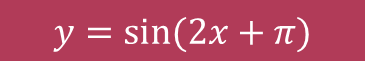 y = sin(2x + π)